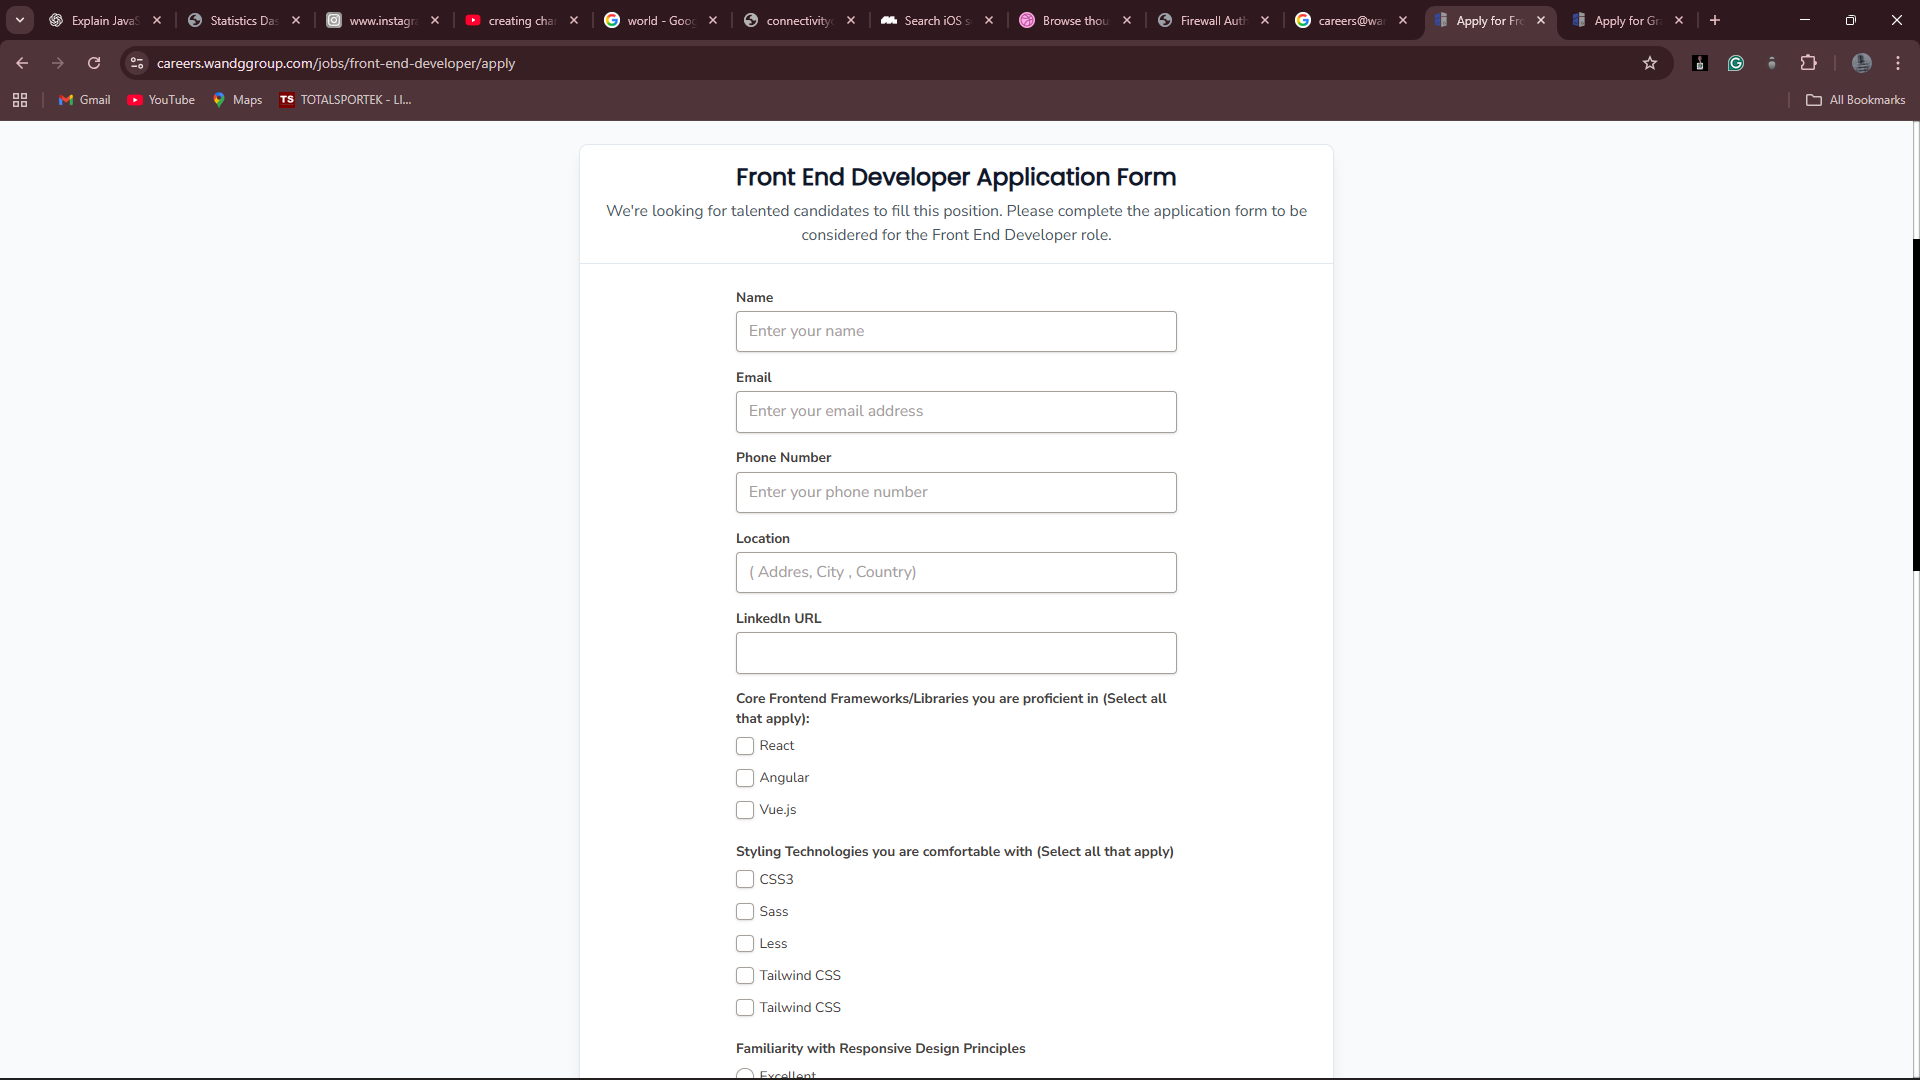 Explain JavaS
Statistics Das
www.instagra
creating char
world - Goog
connectivityc
Search iOS s
Browse thou
Firewall Auth
careers@wan
Apply for Fro
Apply for Gra
careers.wandggroup.com/jobs/front-end-developer/apply
Gmail
YouTube
Maps
TS TOTALSPORTEK - LI...
All Bookmarks
Front End Developer Application Form
We're looking for talented candidates to fill this position. Please complete the application form to be
considered for the Front End Developer role.
Name
Enter your name
Email
Enter your email address
Phone Number
Enter your phone number
Location
( Addres, City , Country)
LinkedIn URL
Core Frontend Frameworks/Libraries you are proficient in (Select all
that apply):
React
Angular
Vue.js
Styling Technologies you are comfortable with (Select all that apply)
CSS3
Sass
Less
Tailwind CSS
Tailwind CSS
Familiarity with Responsive Design Principles
Excellent